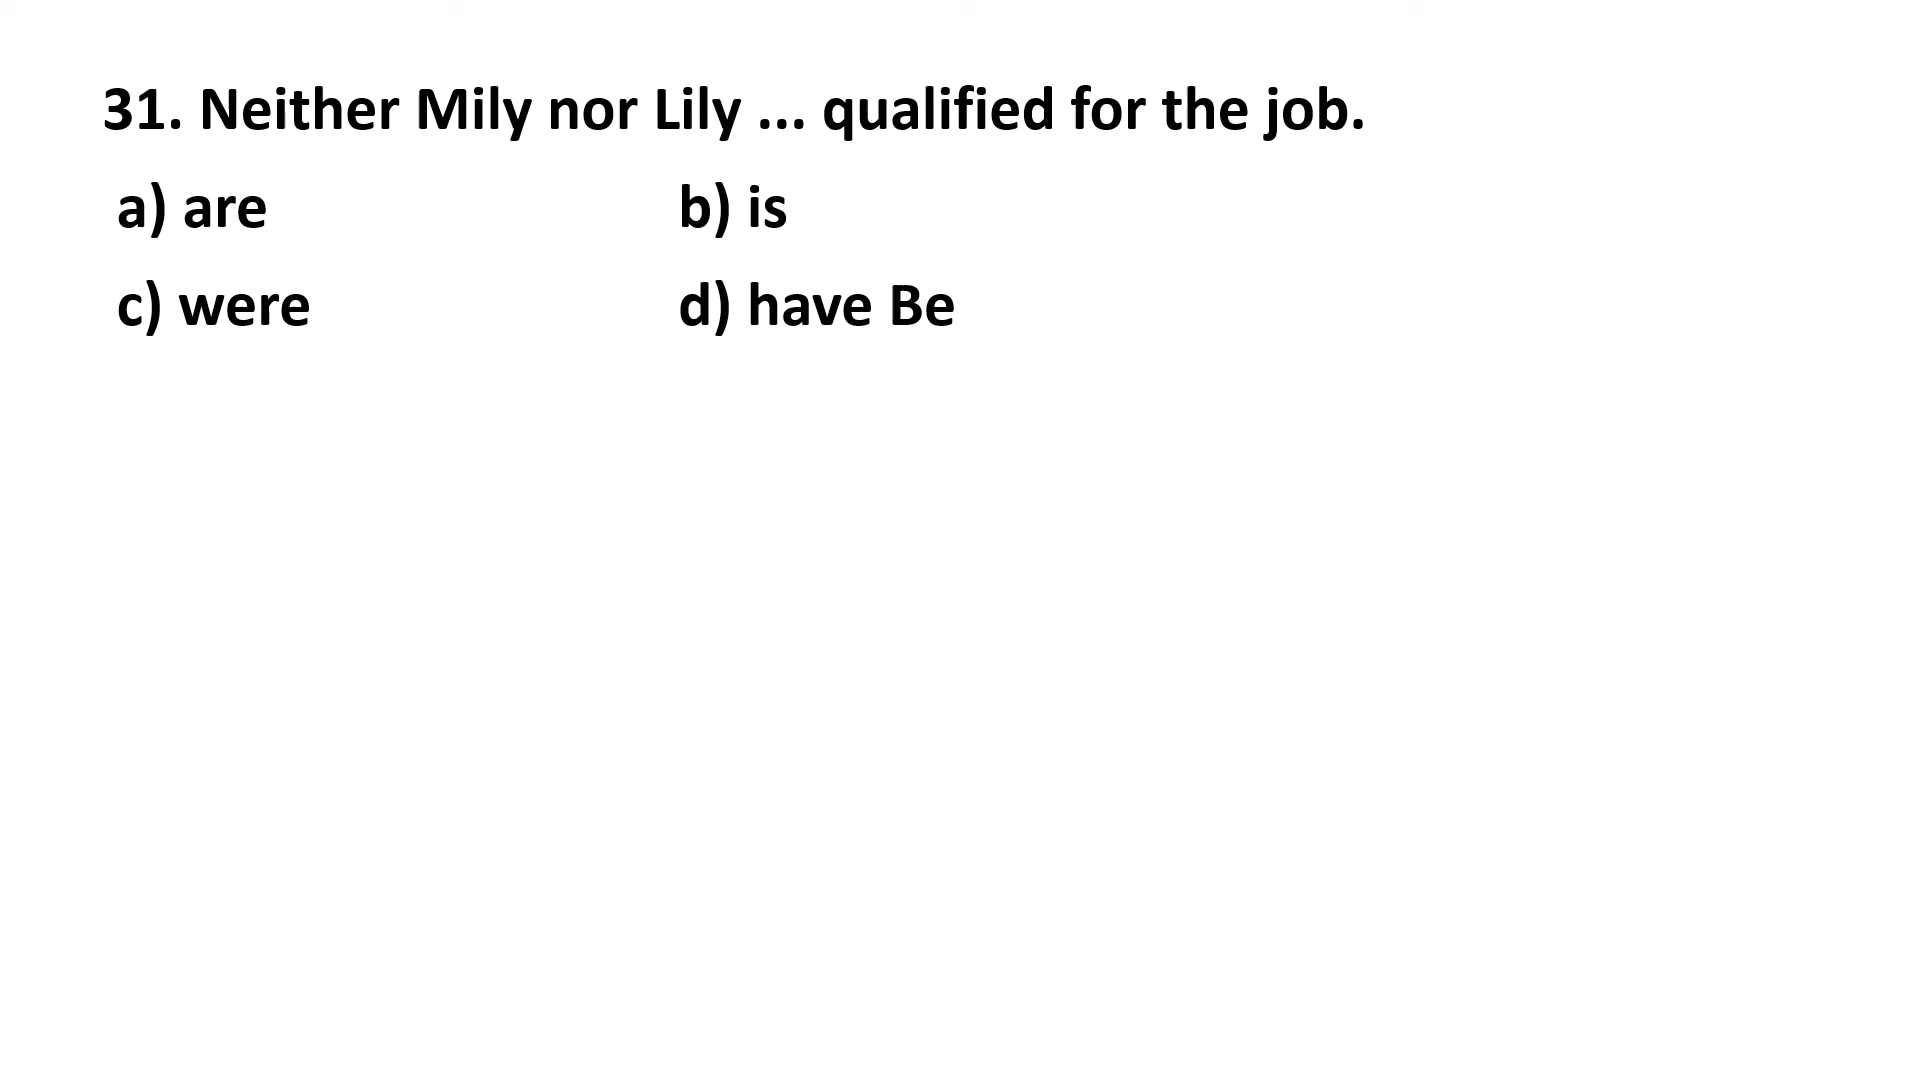 31. Neither Mily nor Lily ... qualified for the job.
a) are b) is
c) were d) have Be